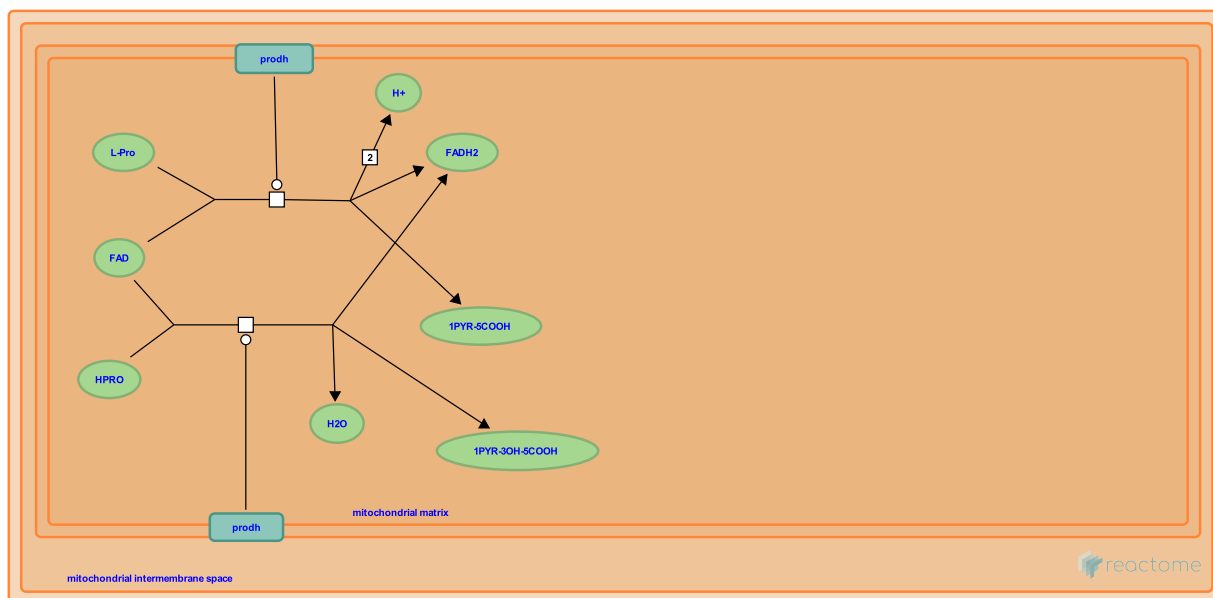 prodh
H+
L-Pro
2
FADH2
FAD
1PYR-5COOH
HPRO
H2O
1PYR-3OH-5COOH
mitochondrial matrix
prodh
reactome
mitochondrial intermembrane space